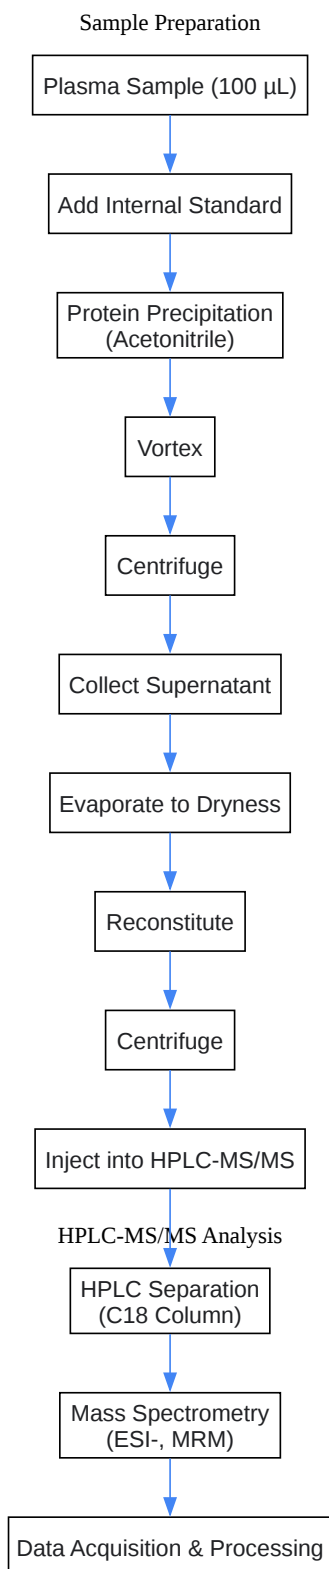 Sample Preparation
Plasma Sample (100 µL)
Add Internal Standard
Protein Precipitation
(Acetonitrile)
Vortex
Centrifuge
Collect Supernatant
Evaporate to Dryness
Reconstitute
Centrifuge
Inject into HPLC-MS/MS
HPLC-MS/MS Analysis
HPLC Separation
(C18 Column)
Mass Spectrometry
(ESI-, MRM)
Data Acquisition & Processing